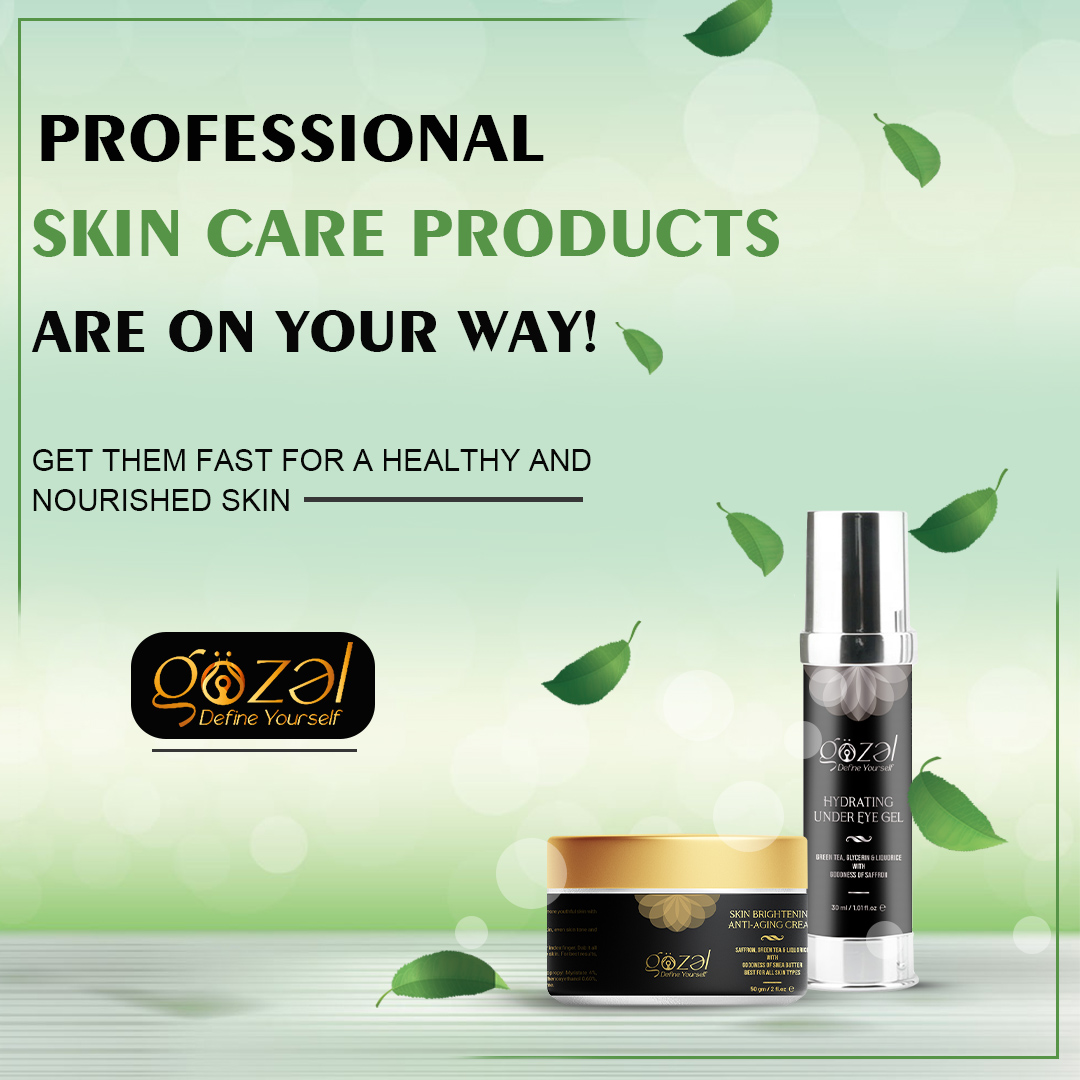 PROFESSIONAL
SKIN CARE PRODUCTS
ARE ON YOUR WAY!
GET THEM FAST FOR A HEALTHY AND
NOURISHED SKIN
gözəl
Define Yourself
gözəl
Define Yourself
HYDRATING
UNDER EYE GEL
GREEN TEA, GLYCERIN & LIQUORICE
WITH
GOODNESS OF SAFFRON
30 ml / 1.01 fl.oz ℮
SKIN BRIGHTENIN
ANTI-AGING CREA
SAFFRON, GREEN TEA & LIQUORIC
WITH
GOODNESS OF SHEA BUTTER
BEST FOR ALL SKIN TYPES
50 gm / 2 fl.oz ℮
gözəl
Define Yourself